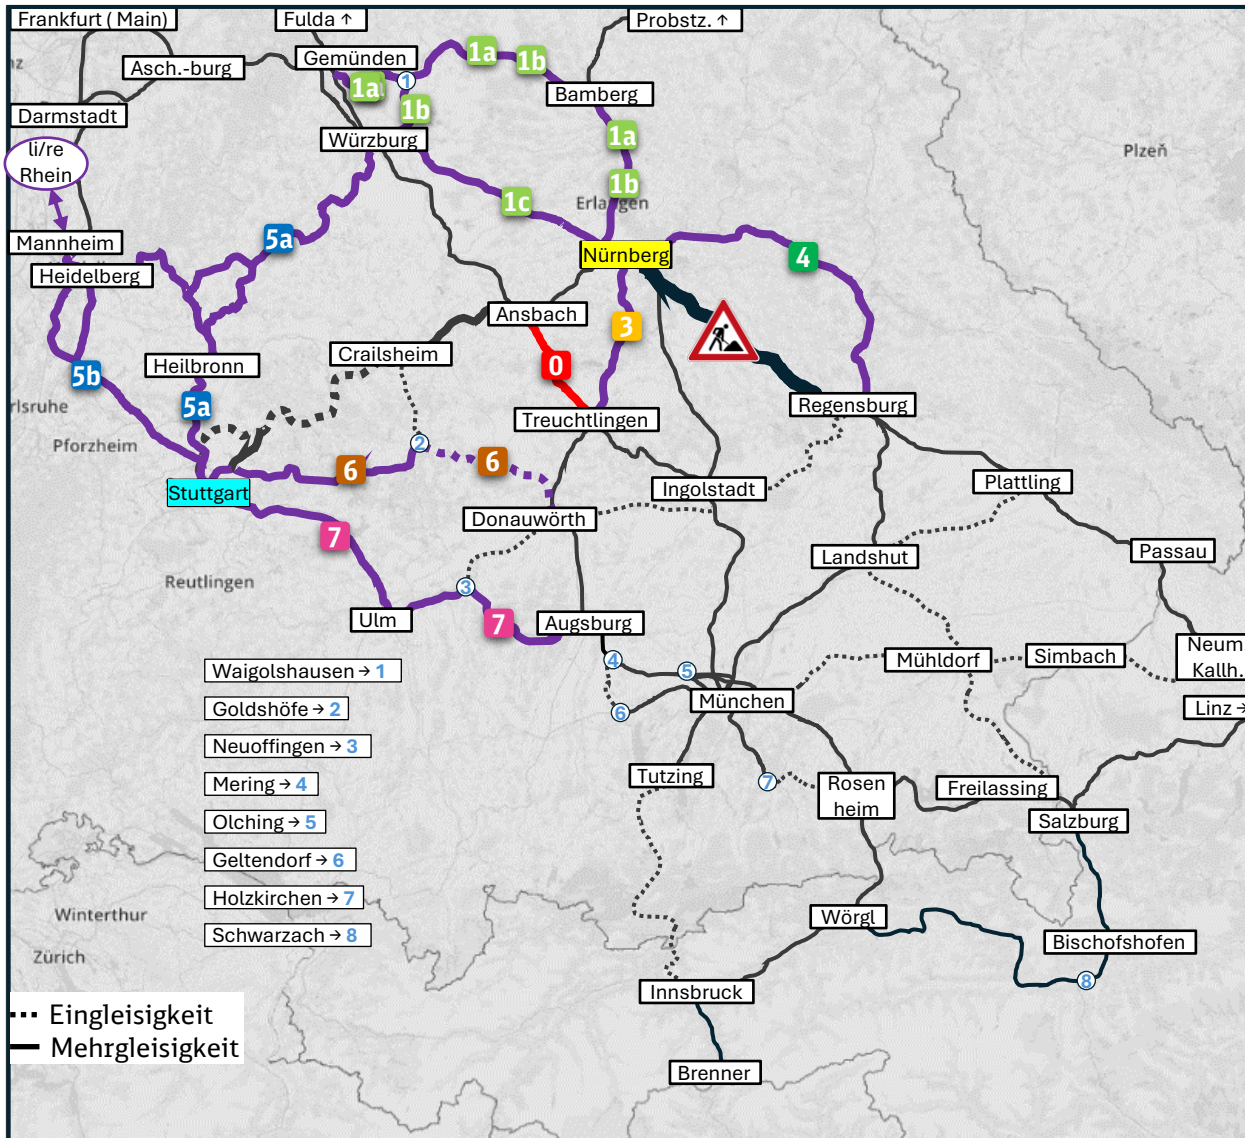 Frankfurt (Main)
Fulda ↑
Probstz. ↑
Gemünden
Asch.-burg
1a
1b
1a
1
Bamberg
1b
Darmstadt
Würzburg
1a
li/re
Rhein
Plzeň
1b
1c
Erlangen
Mannheim
5a
Nürnberg
4
Heidelberg
Ansbach
3
Crailsheim
Heilbronn
0
5b
5a
Regensburg
Treuchtlingen
Pforzheim
2
6
6
Plattling
Stuttgart
Ingolstadt
Donauwörth
7
Landshut
Passau
Reutlingen
3
Ulm
7
Augsburg
Neum.
Kallh.
4
5
Mühldorf
Simbach
Waigolshausen → 1
München
Goldshöfe → 2
6
Linz →
Neuoffingen → 3
Mering → 4
Tutzing
7
Rosen
heim
Freilassing
Olching → 5
Salzburg
Geltendorf → 6
Holzkirchen → 7
Winterthur
Wörgl
Schwarzach → 8
Bischofshofen
Zürich
8
Innsbruck
Eingleisigkeit
Mehrgleisigkeit
Brenner